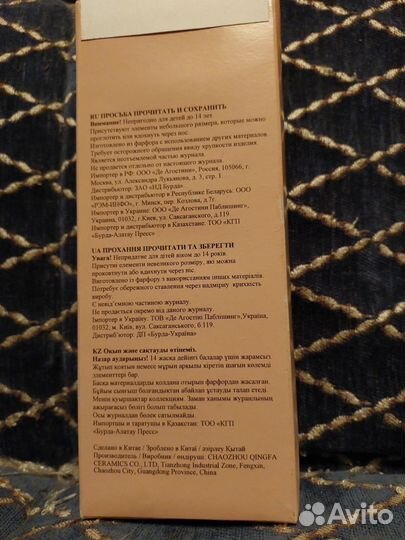 RU ПРОСЬБА ПРОЧИТАТЬ И СОХРАНИТЬ
Внимание! Непригодно для детей до 14 лет.
Присутствуют элементы небольшого размера, которые можно
проглотить или вдохнуть через нос.
Изготовлено из фарфора с использованием других материалов.
Требует осторожного обращения ввиду хрупкости изделия.
Является неотъемлемой частью журнала.
Не продается отдельно от настоящего журнала.
Импортер в РФ: ООО «Де Агостини», Россия, 105066, г.
Москва, ул. Александра Лукьянова, д. 3, стр. 1.
Дистрибьютор: ЗАО «ИД Бурда»
Импортер и дистрибьютор в Республике Беларусь: ООО
«РЭМ-ИНФО», г. Минск, пер. Козлова, д.7г
Импортер в Украине: ООО «Де Агостини Паблишинг»,
Украина, 01032, г.Киев, ул. Саксаганского, д.119
Импортер и дистрибьютор в Казахстане: ТОО «КГП
«Бурда-Алатау Пресс»
UA ПРОХАННЯ ПРОЧИТАТИ ТА ЗБЕРЕГТИ
Увага! Непридатне для дітей віком до 14 років.
Присутні елементи невеликого розміру, які можна
проковтнути або вдихнути через ніс.
Виготовлено із фарфору з використанням інших матеріалів.
Потребує обережного ставлення через надмірну крихкість
виробу.
Є невід’ємною частиною журналу.
Не продається окремо від даного журналу.
Імпортер в Україну: ТОВ «Де Агостіні Паблішинг», Україна,
01032, м. Київ, вул. Саксаганського, б.119.
Дистриб’ютор: ДП «Бурда-Україна»
KZ Оқып және сақтауды өтінеміз.
Назар аударыңыз! 14 жасқа дейінгі балалар үшін жарамсыз.
Жұтып қоятын немесе мұрын арқылы кіретін шағын көлемді
элементтері бар.
Басқа материалдарды қолдана отырып фарфордан жасалған.
Бұйым сынғыш болғандықтан абайлап ұстауды талап етеді.
Менің қуыршақтар коллекциям. Заман ханымы журналының
ажырағысыз бөлігі болып табылады.
Осы журналдан бөлек сатылмайды.
Импортшы и таратушы в Қазақстан: ТОО «КГП
«Бурда-Алатау Пресс»
Сделано в Китае / Зроблено в Китаї / әзірлеу Қытай
Производитель / Виробник / өндіруші: CHAOZHOU QINGFA
CERAMICS CO., LTD, Tianzhong Industrial Zone, Fengxin,
Chaozhou City, Guangdong Province, China
Avito